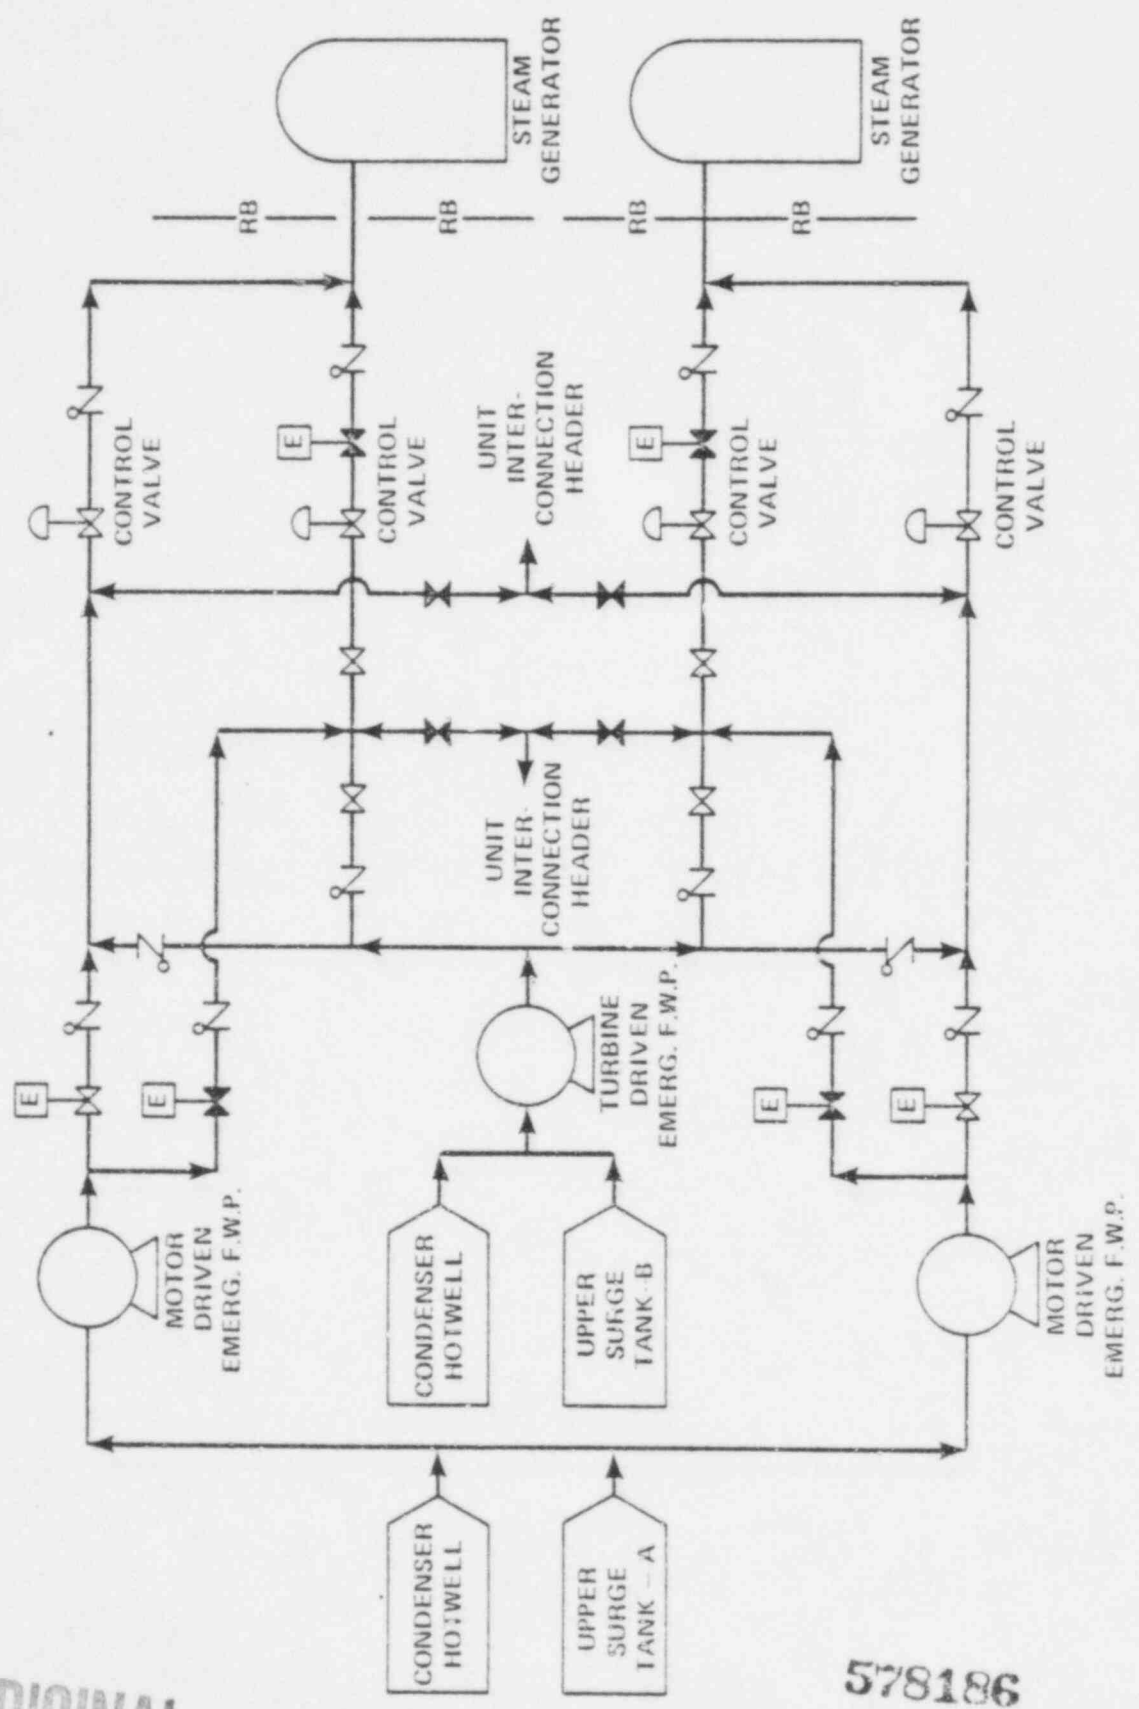 STEAM
GENERATOR
STEAM
GENERATOR
RB
RB
RB
RB
CONTROL
VALVE
E
CONTROL
VALVE
UNIT
INTER-
CONNECTION
HEADER
E
CONTROL
VALVE
CONTROL
VALVE
UNIT
INTER-
CONNECTION
HEADER
E
E
TURBINE
DRIVEN
EMERG. F.W.P.
E
E
MOTOR
DRIVEN
EMERG. F.W.P.
CONDENSER
HOTWELL
UPPER
SURGE
TANK-B
MOTOR
DRIVEN
EMERG. F.W.P.
CONDENSER
HOTWELL
UPPER
SURGE
TANK - A
578186